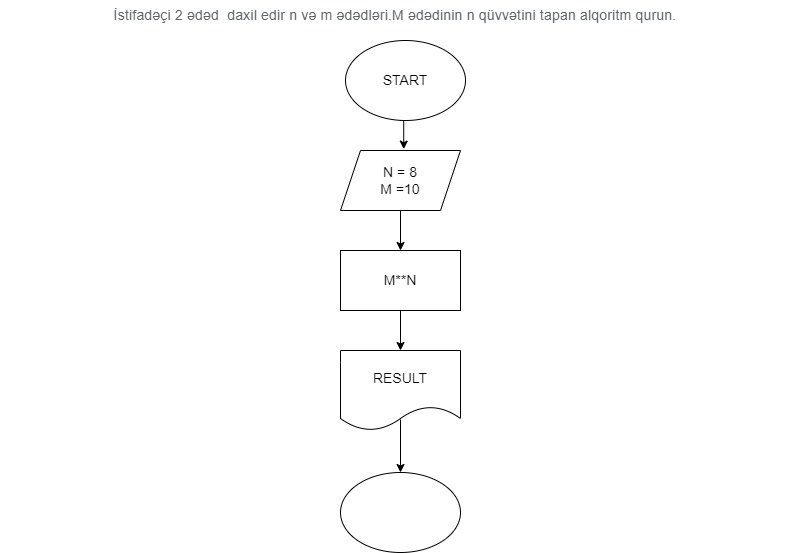 İstifadəçi 2 ədəd  daxil edir n və m ədədləri.M ədədinin n qüvvətini tapan alqoritm qurun.
START
N = 8
M =10
M**N
RESULT